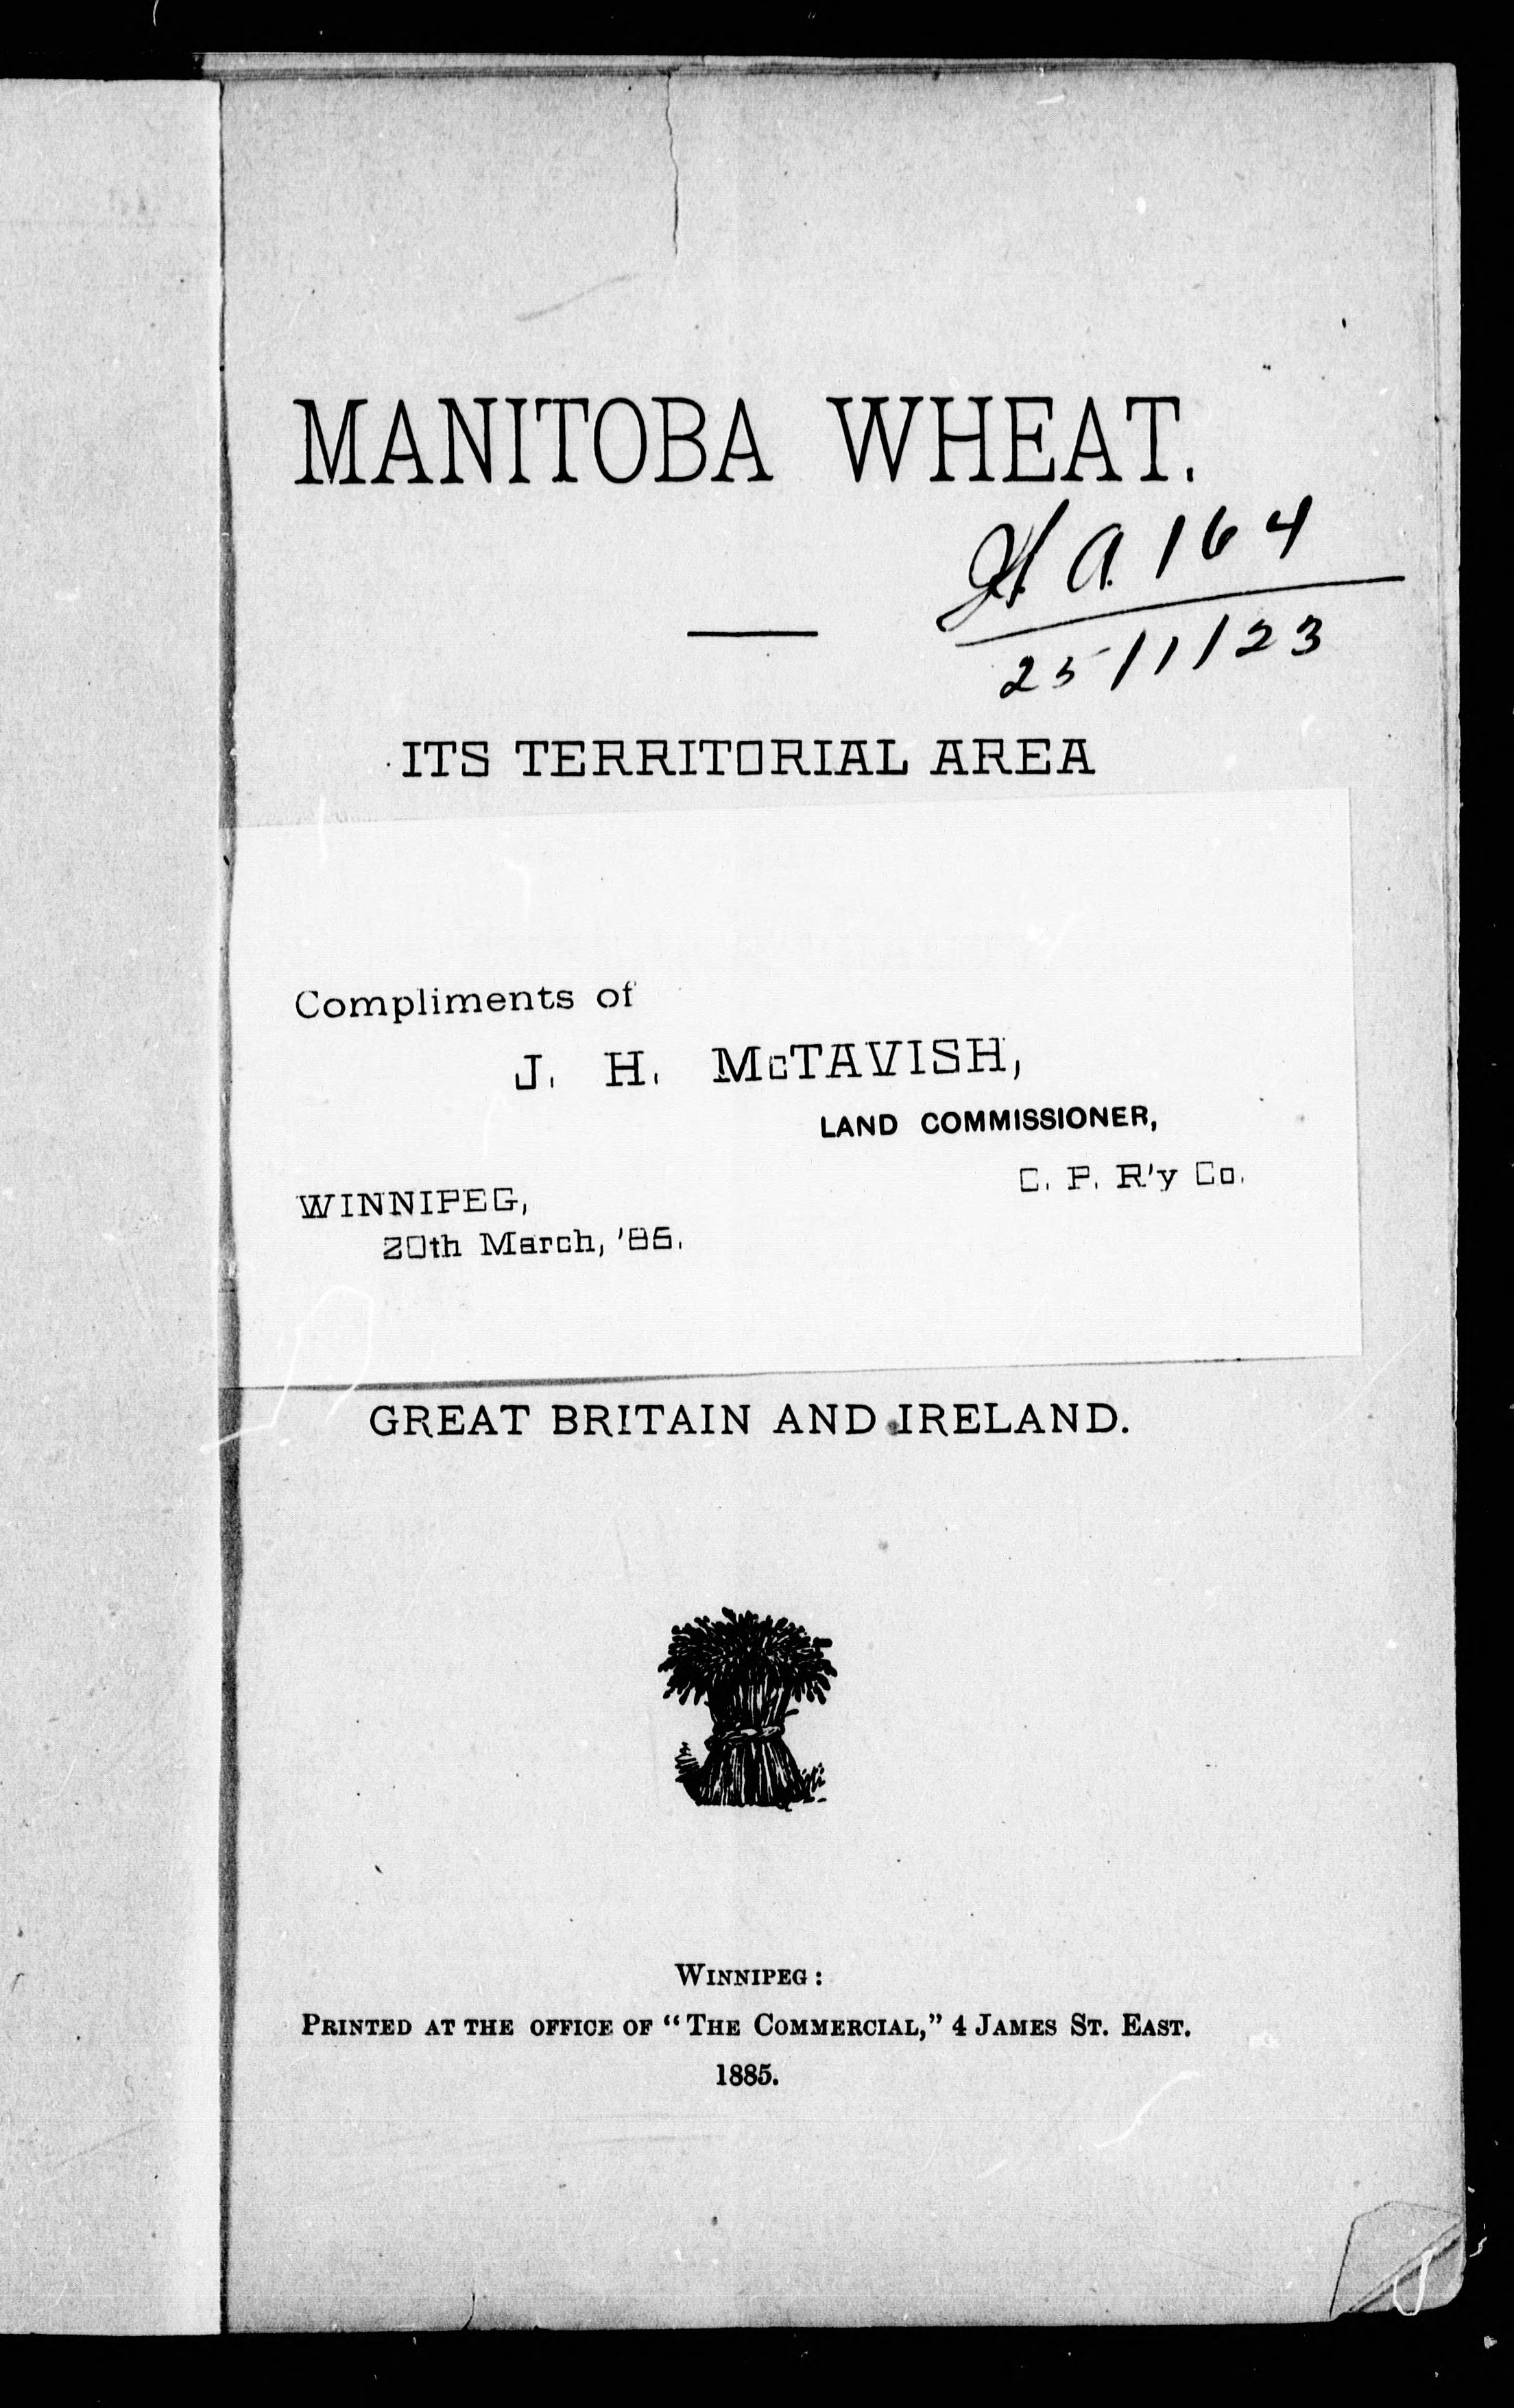 MANITOBA WHEAT.
A 164
25/1/23
ITS TERRITORIAL AREA
Compliments of
J. H. McTAVISH,
LAND COMMISSIONER,
C. P. R'y Co.
WINNIPEG,
20th March, '85.
GREAT BRITAIN AND IRELAND.
WINNIPEG:
PRINTED AT THE OFFICE OF "THE COMMERCIAL," 4 JAMES ST. EAST.
1885.